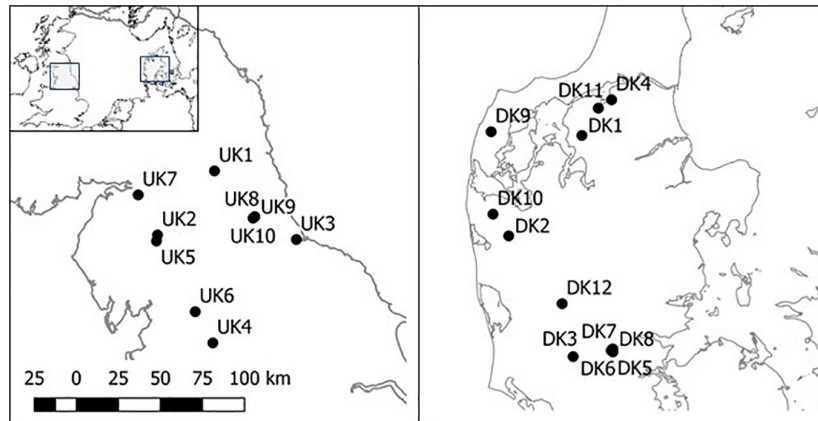 UK1
UK7
UK8
UK9
UK2
UK10
UK3
UK5
UK6
UK4
25 0 25 50 75 100 km
DK4
DK11
DK9
DK1
DK10
DK2
DK12
DK7
DK3
DK8
DK6
DK5